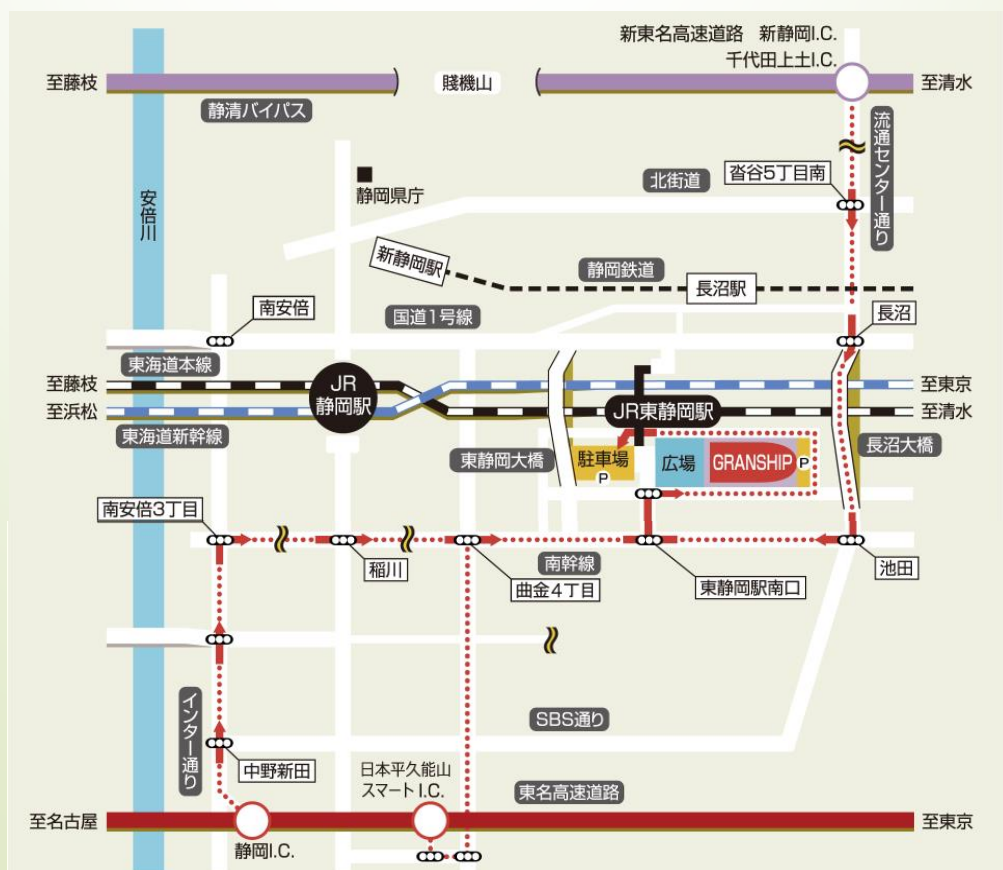 新東名高速道路 新静岡I.C.
千代田上土I.C.
至藤枝
賤機山
至清水
静清バイパス
流通センター通り
安倍川
静岡県庁
北街道
沓谷5丁目南
新静岡駅
静岡鉄道
長沼駅
南安倍
国道1号線
長沼
東海道本線
至藤枝
JR
静岡駅
至東京
至浜松
JR東静岡駅
至清水
東海道新幹線
東静岡大橋
駐車場
P
広場
GRANSHIP
P
長沼大橋
南安倍3丁目
稲川
南幹線
曲金4丁目
東静岡駅南口
池田
インター通り
SBS通り
中野新田
日本平久能山
スマートI.C.
東名高速道路
至名古屋
至東京
静岡I.C.